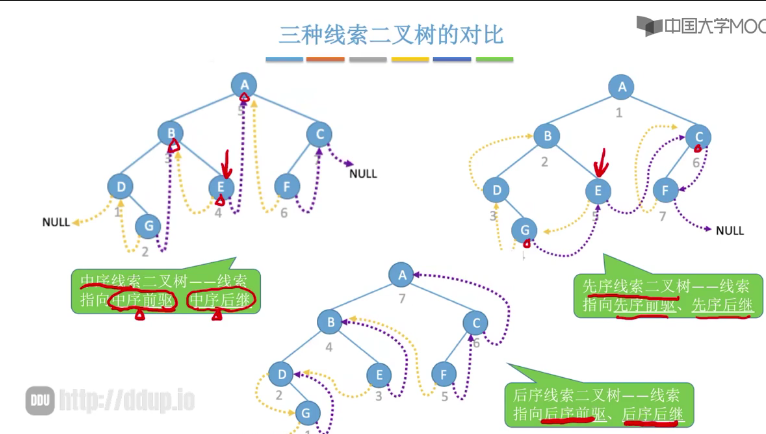 三种线索二叉树的对比
中国大学MOO
A
5
B
3
C
7
D
1
E
4
F
6
G
2
NULL
NULL
中序线索二叉树——线索
指向中序前驱、中序后继
A
1
B
2
C
6
D
3
E
5
F
7
G
NULL
先序线索二叉树——线索
指向先序前驱、先序后继
A
7
B
4
C
6
D
2
E
3
F
5
G
1
后序线索二叉树——线索
指向后序前驱、后序后继
DDU http://ddup.io